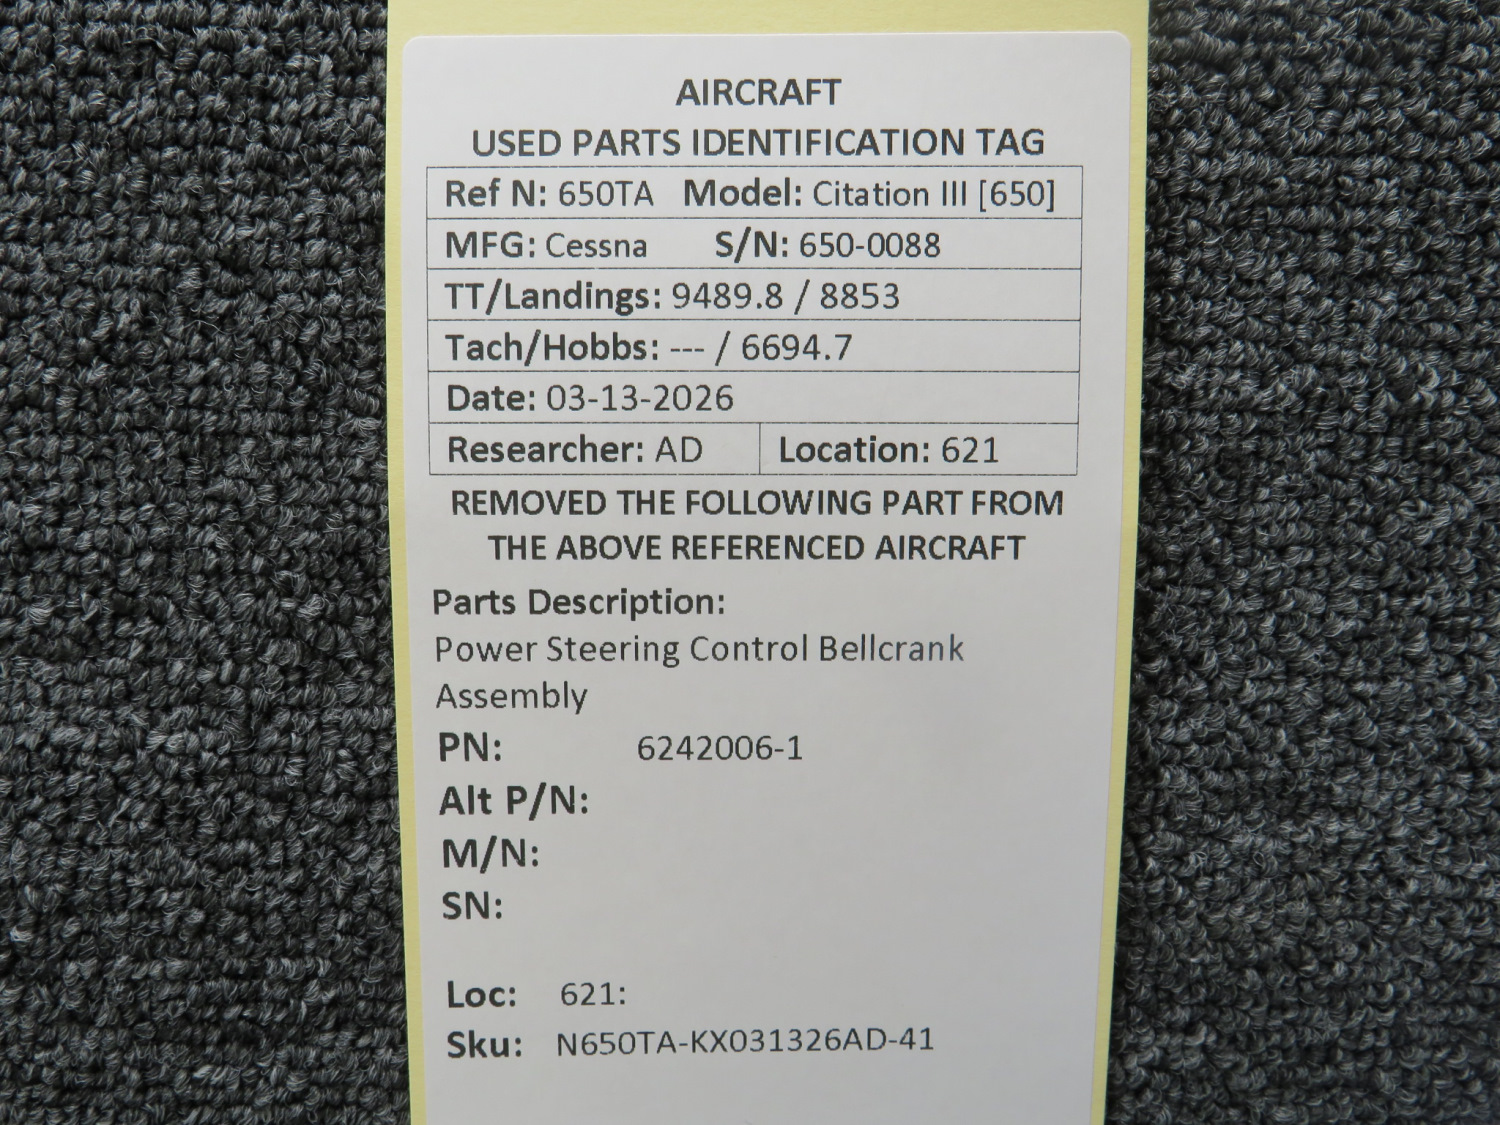 AIRCRAFT
USED PARTS IDENTIFICATION TAG
Ref N: 650TA Model: Citation III [650]
MFG: Cessna S/N: 650-0088
TT/Landings: 9489.8 / 8853
Tach/Hobbs: --- / 6694.7
Date: 03-13-2026
Researcher: AD Location: 621
REMOVED THE FOLLOWING PART FROM
THE ABOVE REFERENCED AIRCRAFT
Parts Description:
Power Steering Control Bellcrank
Assembly
PN: 6242006-1
Alt P/N:
M/N:
SN:
Loc: 621:
Sku: N650TA-KX031326AD-41